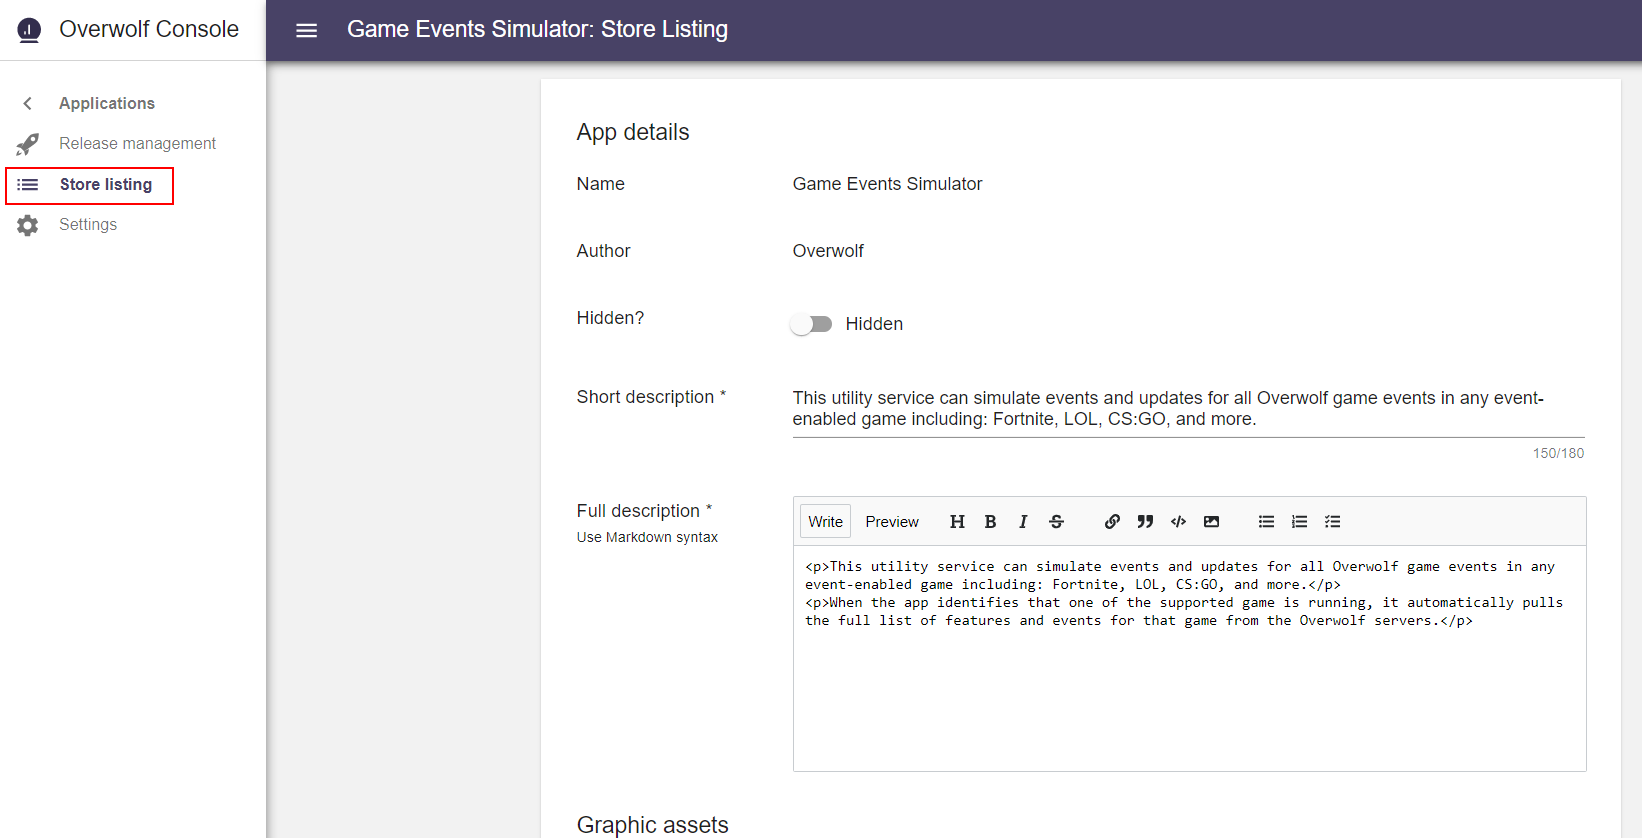 Overwolf Console
Game Events Simulator: Store Listing
Applications
Release management
Store listing
Settings
App details
Name
Game Events Simulator
Author
Overwolf
Hidden?
Hidden
Short description *
This utility service can simulate events and updates for all Overwolf game events in any event-
enabled game including: Fortnite, LOL, CS:GO, and more.
150/180
Full description *
Use Markdown syntax
Write Preview
<p>This utility service can simulate events and updates for all Overwolf game events in any
event-enabled game including: Fortnite, LOL, CS:GO, and more.</p>
<p>When the app identifies that one of the supported game is running, it automatically pulls
the full list of features and events for that game from the Overwolf servers.</p>
Graphic assets